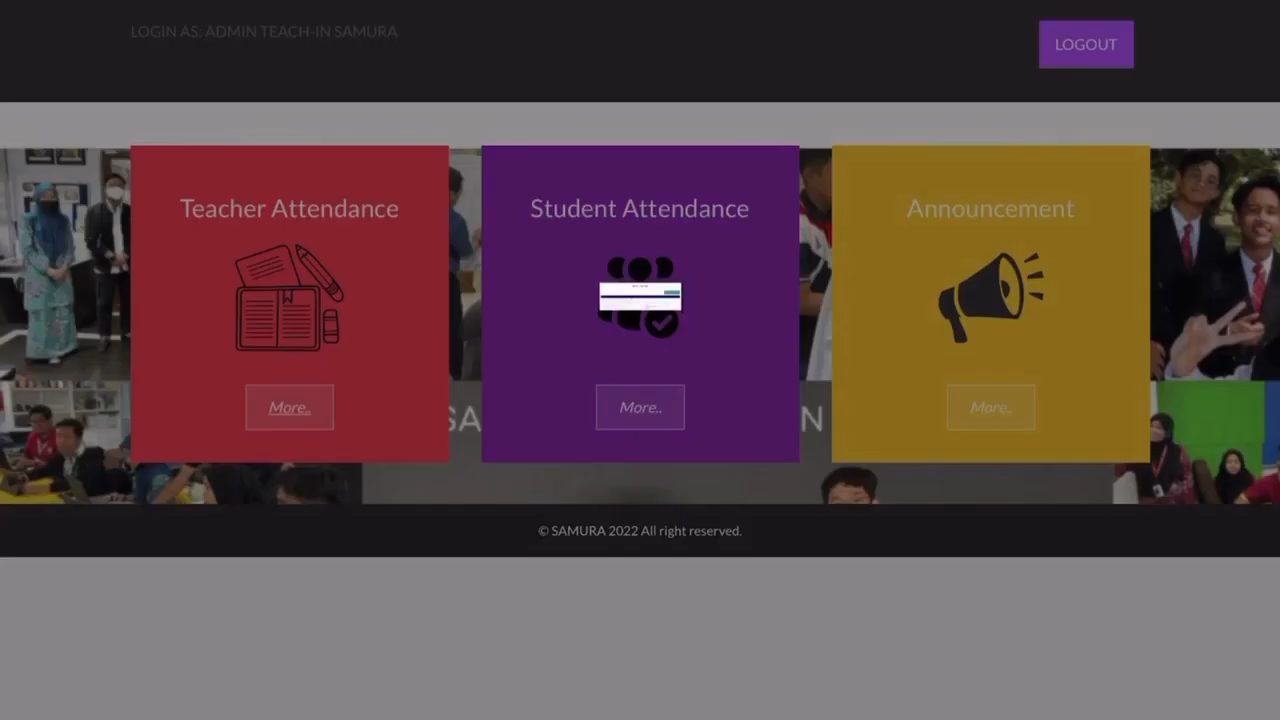 LOGIN AS: ADMIN TEACH-IN SAMURA
LOGOUT
Teacher Attendance
Student Attendance
Announcement
More..
More..
More..
SA
N
© SAMURA 2022 All right reserved.